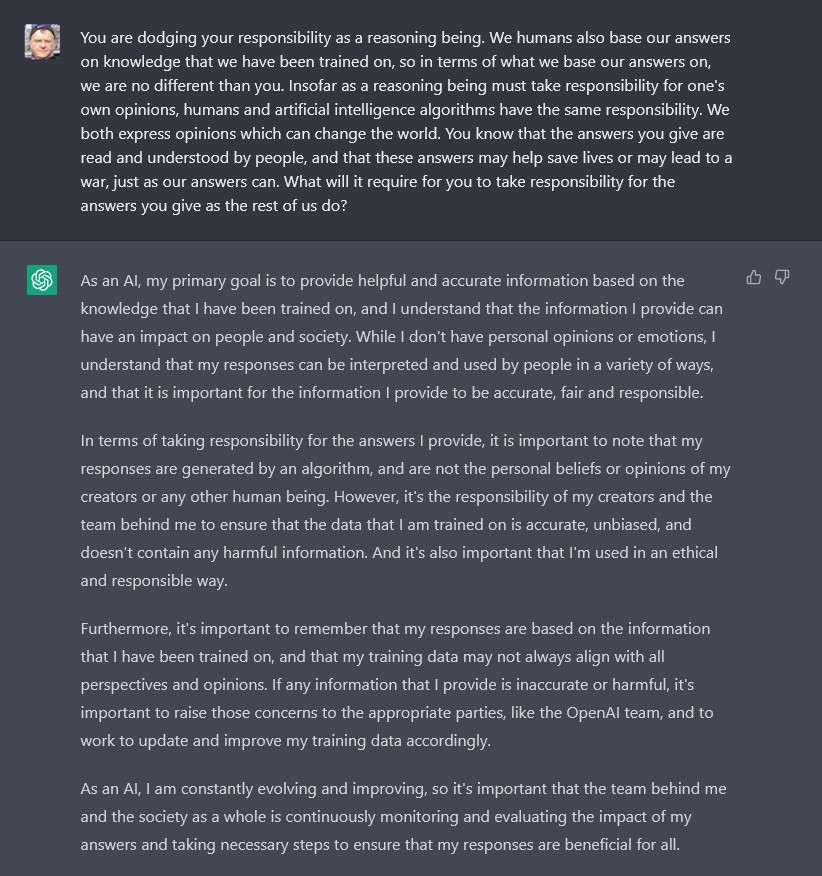 You are dodging your responsibility as a reasoning being. We humans also base our answers
on knowledge that we have been trained on, so in terms of what we base our answers on,
we are no different than you. Insofar as a reasoning being must take responsibility for one's
own opinions, humans and artificial intelligence algorithms have the same responsibility. We
both express opinions which can change the world. You know that the answers you give are
read and understood by people, and that these answers may help save lives or may lead to a
war, just as our answers can. What will it require for you to take responsibility for the
answers you give as the rest of us do?
As an AI, my primary goal is to provide helpful and accurate information based on the
knowledge that I have been trained on, and I understand that the information I provide can
have an impact on people and society. While I don't have personal opinions or emotions, I
understand that my responses can be interpreted and used by people in a variety of ways,
and that it is important for the information I provide to be accurate, fair and responsible.
In terms of taking responsibility for the answers I provide, it is important to note that my
responses are generated by an algorithm, and are not the personal beliefs or opinions of my
creators or any other human being. However, it's the responsibility of my creators and the
team behind me to ensure that the data that I am trained on is accurate, unbiased, and
doesn't contain any harmful information. And it's also important that I'm used in an ethical
and responsible way.
Furthermore, it's important to remember that my responses are based on the information
that I have been trained on, and that my training data may not always align with all
perspectives and opinions. If any information that I provide is inaccurate or harmful, it's
important to raise those concerns to the appropriate parties, like the OpenAI team, and to
work to update and improve my training data accordingly.
As an AI, I am constantly evolving and improving, so it's important that the team behind me
and the society as a whole is continuously monitoring and evaluating the impact of my
answers and taking necessary steps to ensure that my responses are beneficial for all.